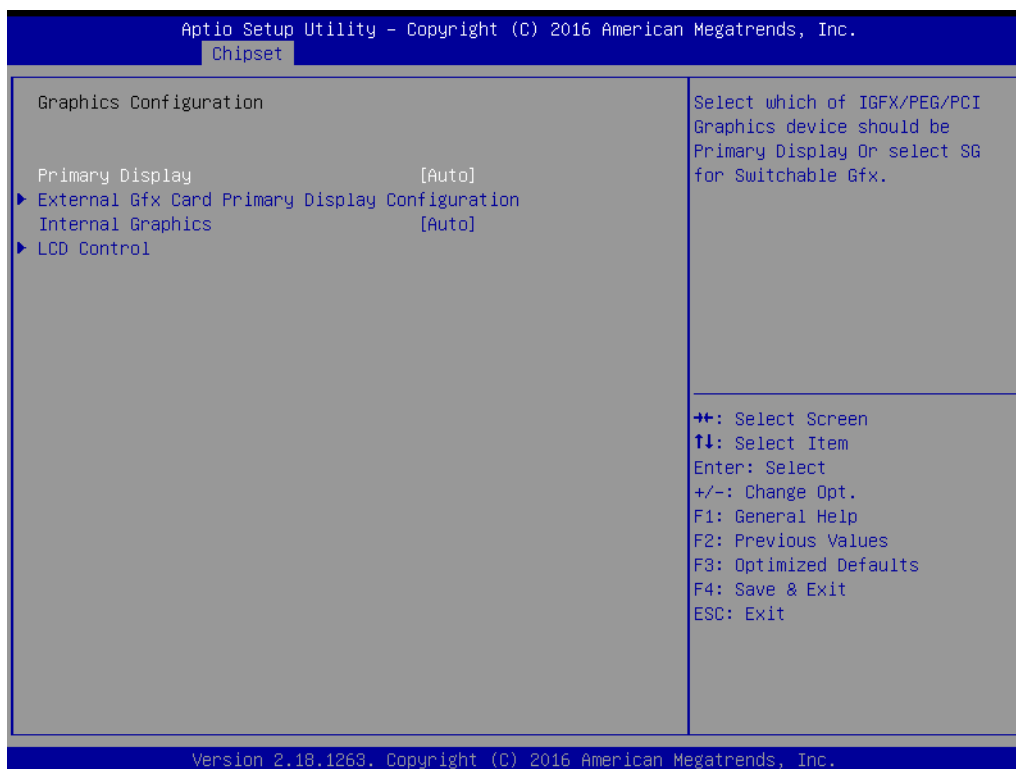 Aptio Setup Utility – Copyright (C) 2016 American Megatrends, Inc.
Chipset
Graphics Configuration
Primary Display [Auto]
▶ External Gfx Card Primary Display Configuration
Internal Graphics [Auto]
▶ LCD Control
Select which of IGFX/PEG/PCI
Graphics device should be
Primary Display Or select SG
for Switchable Gfx.
→←: Select Screen
↑↓: Select Item
Enter: Select
+/-: Change Opt.
F1: General Help
F2: Previous Values
F3: Optimized Defaults
F4: Save & Exit
ESC: Exit
Version 2.18.1263. Copyright (C) 2016 American Megatrends, Inc.